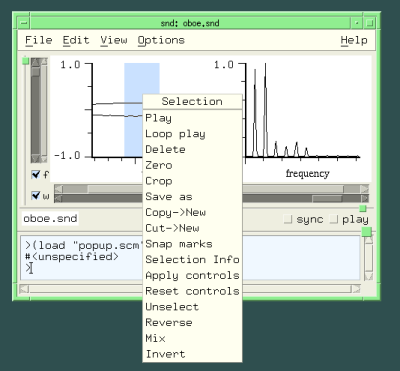 snd: oboe.snd
File Edit View Options Help
1.0
1.0
-1.0
-1.0
f
w
frequency
oboe.snd
sync play
>(load "popup.scm"
#<unspecified>
>
Selection
Play
Loop play
Delete
Zero
Crop
Save as
Copy->New
Cut->New
Snap marks
Selection Info
Apply controls
Reset controls
Unselect
Reverse
Mix
Invert